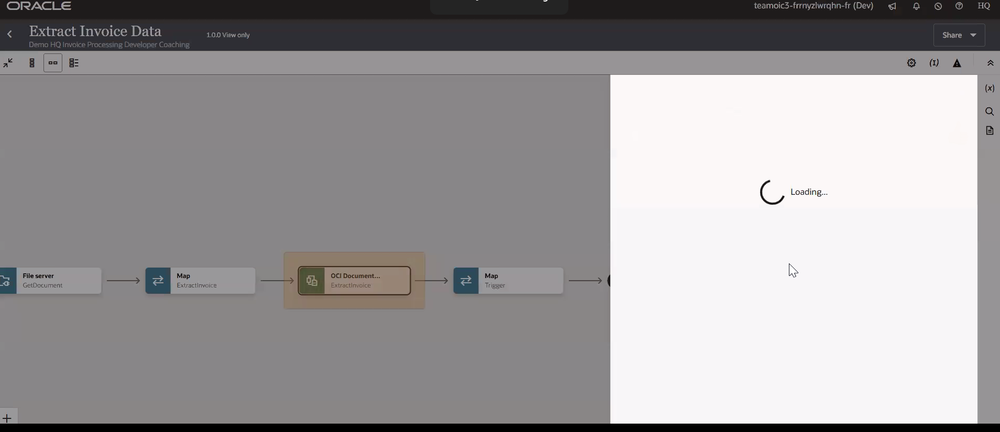 ORACLE
teamoic3-frrnyzlwrqhn-fr (Dev)
HQ
Extract Invoice Data
1.0.0 View only
Demo HQ Invoice Processing Developer Coaching
Share
(x)
Loading...
File server
GetDocument
Map
ExtractInvoice
OCI Document...
ExtractInvoice
Map
Trigger